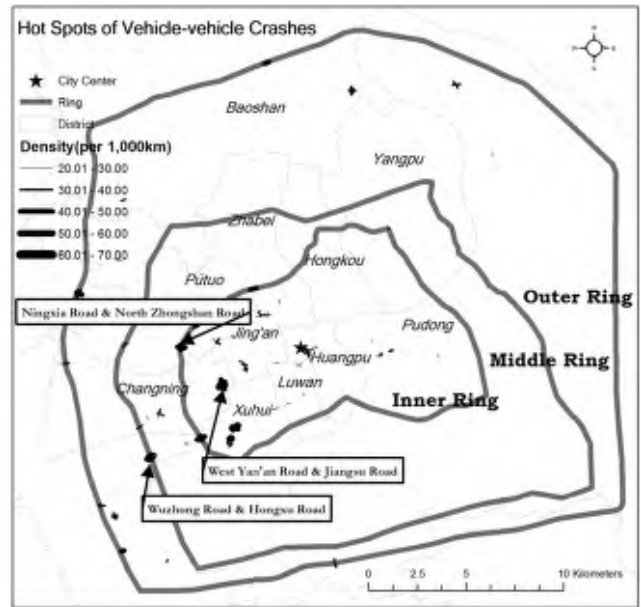 Hot Spots of Vehicle-vehicle Crashes
City Center
Ring
District
Density(per 1,000km)
20.01 - 30.00
30.01 - 40.00
40.01 - 50.00
50.01 - 60.00
60.01 - 70.00
Baoshan
Yangpu
Zhabei
Hongkou
Putuo
Outer Ring
Ningxia Road & North Zhongshan Road
Jing'an
Pudong
Middle Ring
Huangpu
Changning
Luwan
Inner Ring
Xuhui
West Yan'an Road & Jiangsu Road
Wuzhong Road & Hongxu Road
0 2.5 5 10 Kilometers